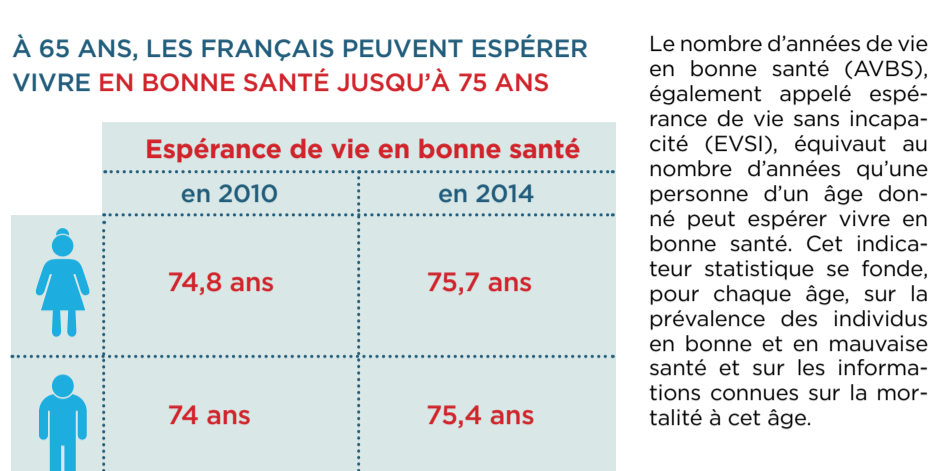 À 65 ANS, LES FRANÇAIS PEUVENT ESPÉRER
VIVRE EN BONNE SANTÉ JUSQU'À 75 ANS
Espérance de vie en bonne santé
en 2010 en 2014
74,8 ans 75,7 ans
74 ans 75,4 ans
Le nombre d'années de vie
en bonne santé (AVBS),
également appelé espé-
rance de vie sans incapa-
cité (EVSI), équivaut au
nombre d'années qu'une
personne d'un âge don-
né peut espérer vivre en
bonne santé. Cet indica-
teur statistique se fonde,
pour chaque âge, sur la
prévalence des individus
en bonne et en mauvaise
santé et sur les informa-
tions connues sur la mor-
talité à cet âge.